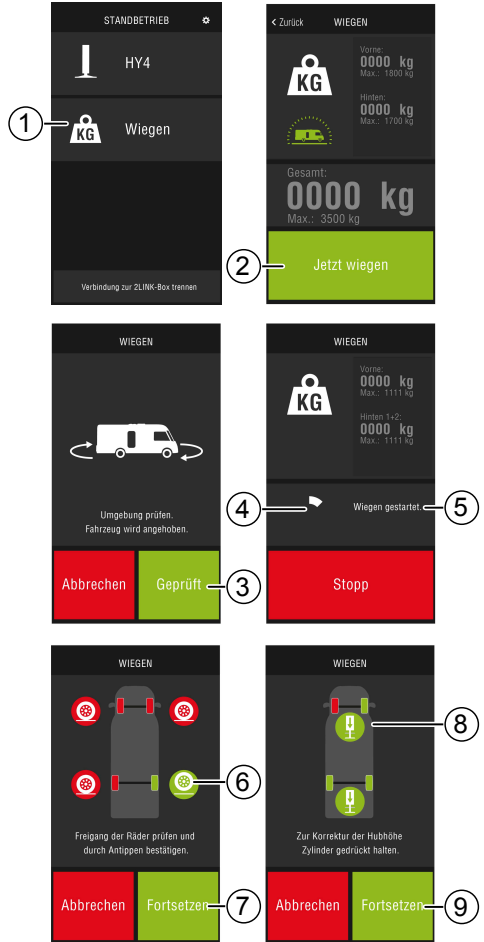 STANDBETRIEB
HY4
1
KG
Wiegen
Verbindung zur 2LINK-Box trennen
< Zurück WIEGEN
KG
Vorne:
0000 kg
Max.: 1800 kg
Hinten:
0000 kg
Max.: 1700 kg
Gesamt:
0000 kg
Max.: 3500 kg
2
Jetzt wiegen
WIEGEN
Umgebung prüfen.
Fahrzeug wird angehoben.
Abbrechen
Geprüft
3
WIEGEN
KG
Vorne:
0000 kg
Max.: 1111 kg
Hinten 1+2:
0000 kg
Max.: 1111 kg
4
Wiegen gestartet.
5
Stopp
WIEGEN
6
Freigang der Räder prüfen und
durch Antippen bestätigen.
Abbrechen
Fortsetzen
7
WIEGEN
8
Zur Korrektur der Hubhöhe
Zylinder gedrückt halten.
Abbrechen
Fortsetzen
9